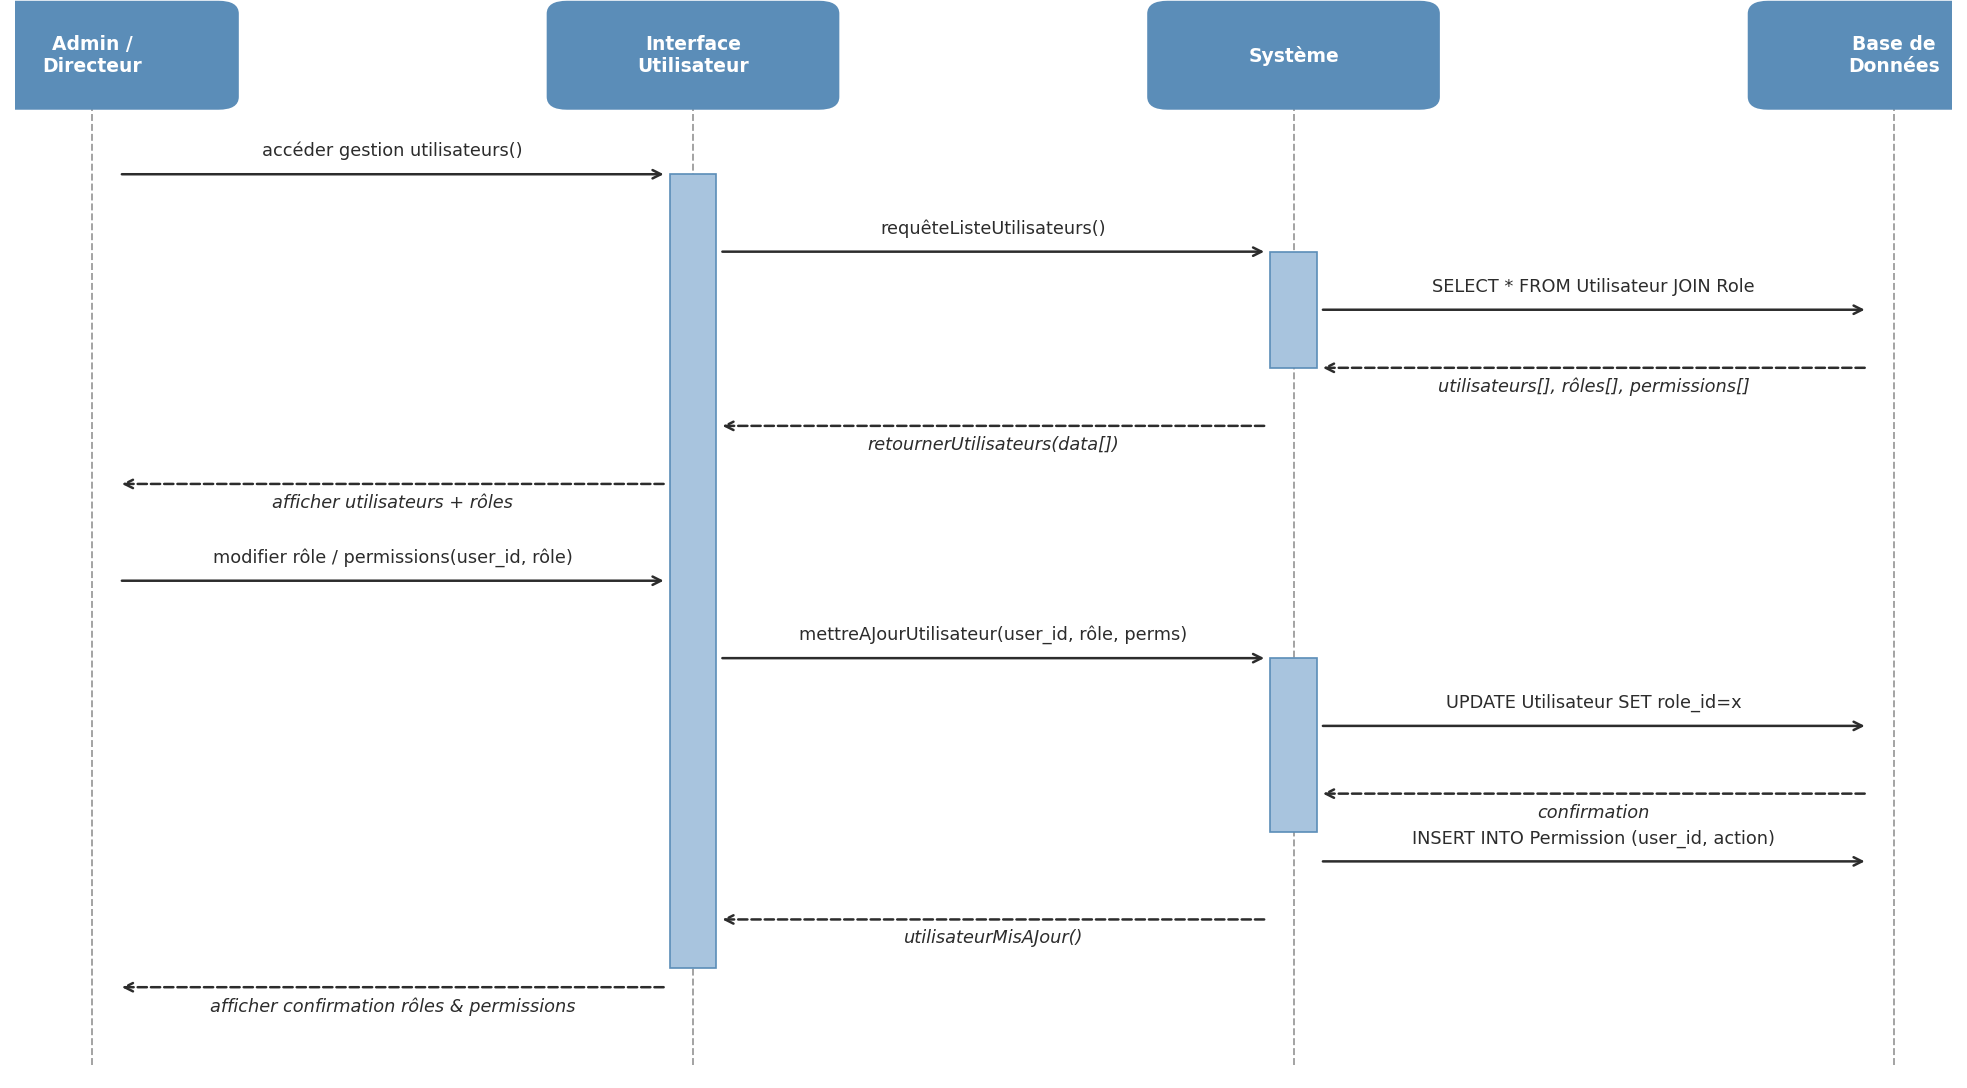 Admin /
Directeur
Interface
Utilisateur
Système
Base de
Données
accéder gestion utilisateurs()
requêteListeUtilisateurs()
SELECT * FROM Utilisateur JOIN Role
utilisateurs[], rôles[], permissions[]
retournerUtilisateurs(data[])
afficher utilisateurs + rôles
modifier rôle / permissions(user_id, rôle)
mettreAJourUtilisateur(user_id, rôle, perms)
UPDATE Utilisateur SET role_id=x
confirmation
INSERT INTO Permission (user_id, action)
utilisateurMisAJour()
afficher confirmation rôles & permissions